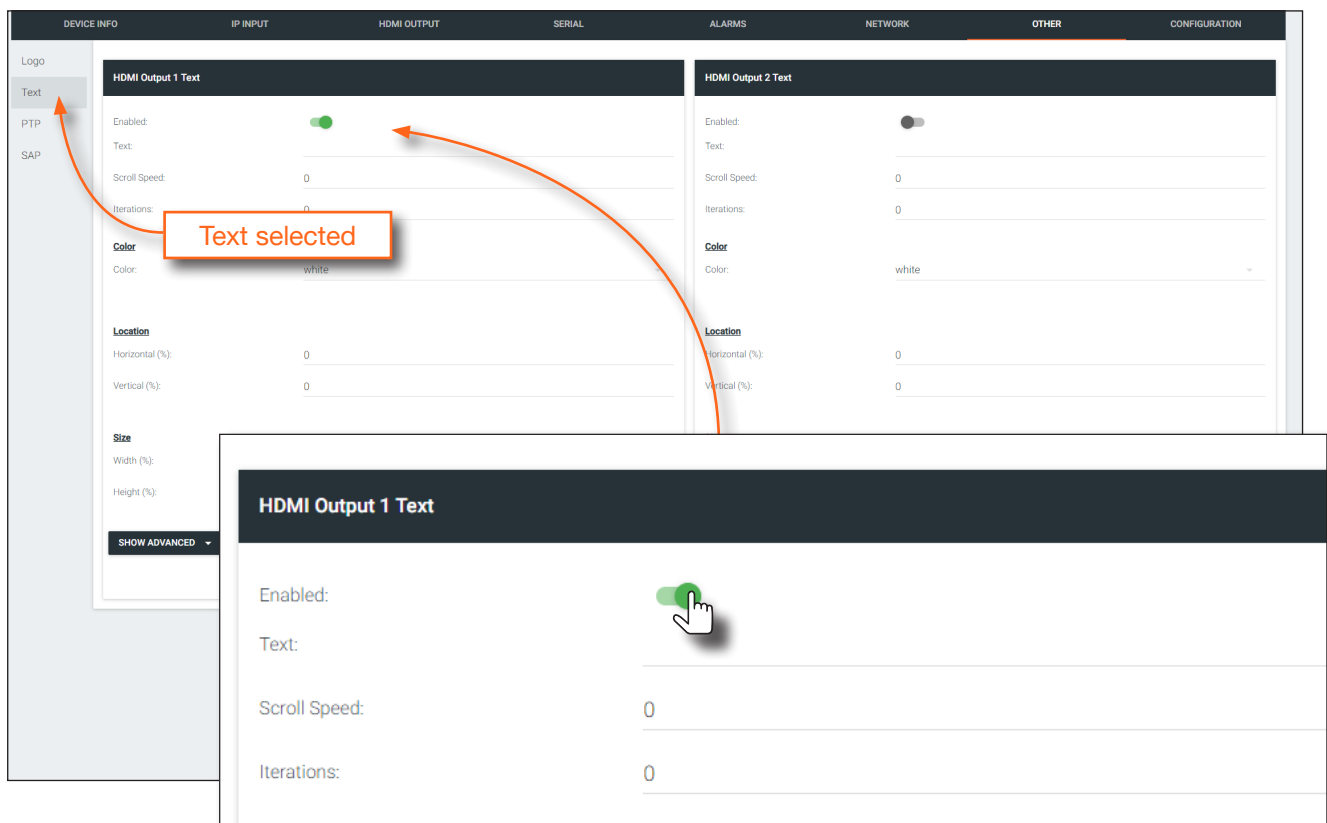 DEVICE INFO IP INPUT HDMI OUTPUT SERIAL ALARMS NETWORK OTHER CONFIGURATION
Logo
Text
PTP
SAP
HDMI Output 1 Text
Enabled:
Text:
Scroll Speed: 0
Iterations: 0
Color
Color: white
Location
Horizontal (%): 0
Vertical (%): 0
Size
Width (%):
Height (%):
SHOW ADVANCED
HDMI Output 2 Text
Enabled:
Text:
Scroll Speed: 0
Iterations: 0
Color
Color: white
Location
Horizontal (%): 0
Vertical (%): 0
Text selected
HDMI Output 1 Text
Enabled:
Text:
Scroll Speed: 0
Iterations: 0